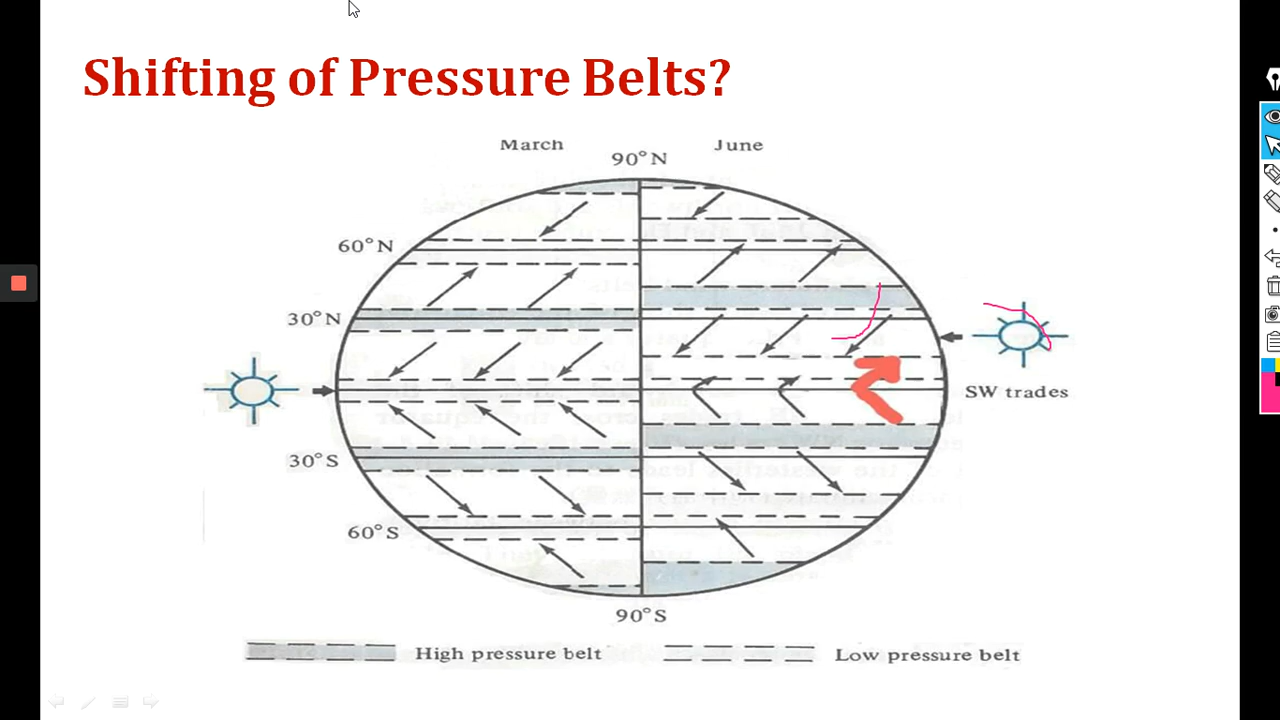 Shifting of Pressure Belts?
March
June
90°N
60°N
30°N
SW trades
30°S
60°S
90°S
High pressure belt
Low pressure belt